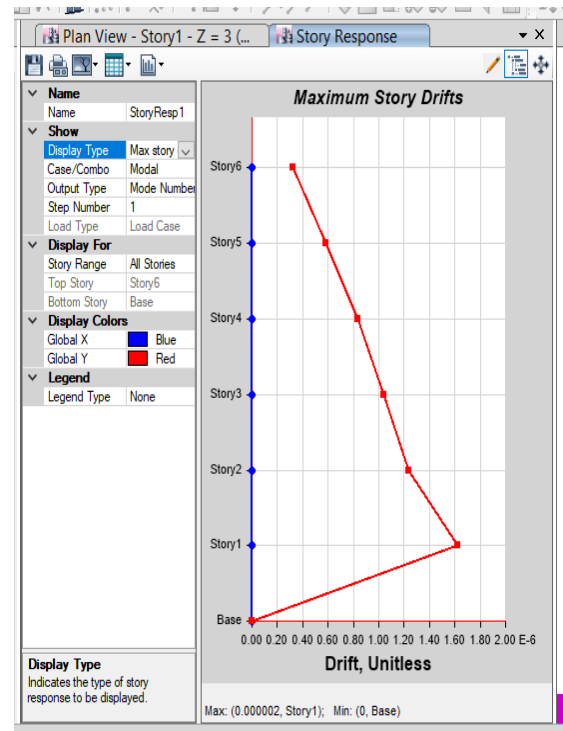 Plan View - Story1 - Z = 3 (...
Story Response
Name
Name StoryResp1
Show
Display Type Max story
Case/Combo Modal
Output Type Mode Number
Step Number 1
Load Type Load Case
Display For
Story Range All Stories
Top Story Story6
Bottom Story Base
Display Colors
Global X Blue
Global Y Red
Legend
Legend Type None
Display Type
Indicates the type of story
response to be displayed.
Maximum Story Drifts
Story6
Story5
Story4
Story3
Story2
Story1
Base
0.00 0.20 0.40 0.60 0.80 1.00 1.20 1.40 1.60 1.80 2.00 E-6
Drift, Unitless
Max: (0.000002, Story1); Min: (0, Base)